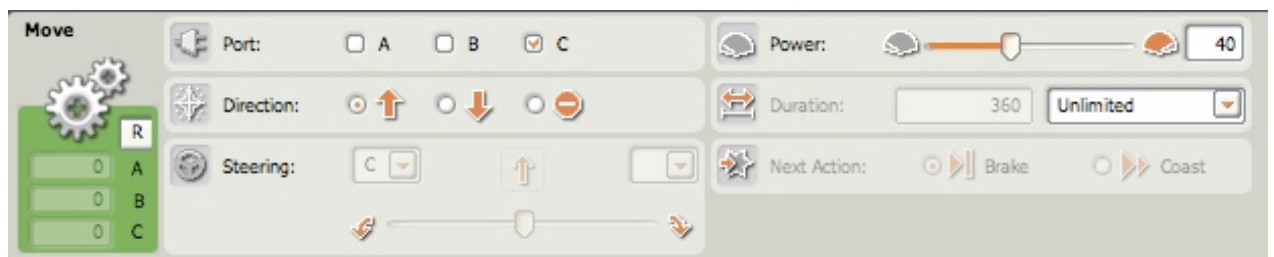 Move
R
0 A
0 B
0 C
Port: A B C
Direction:
Steering: C
Power: 40
Duration: 360 Unlimited
Next Action: Brake Coast